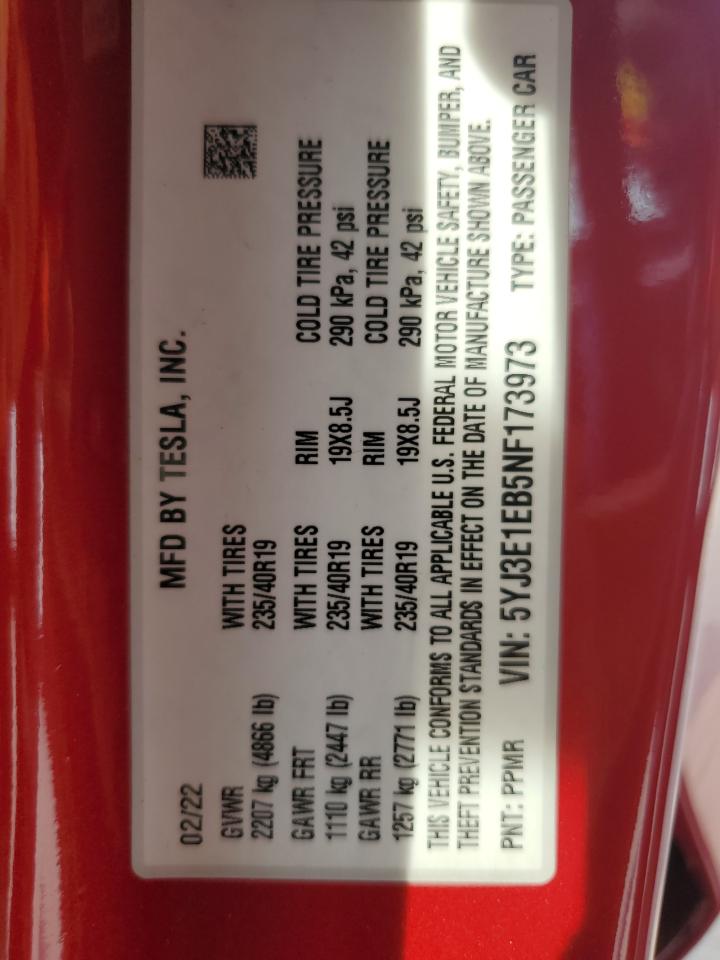 MFD BY TESLA, INC.
02/22
GVWR WITH TIRES
2207 kg (4866 lb) 235/40R19
GAWR FRT WITH TIRES RIM COLD TIRE PRESSURE
1110 kg (2447 lb) 235/40R19 19X8.5J 290 kPa, 42 psi
GAWR RR WITH TIRES RIM COLD TIRE PRESSURE
1257 kg (2771 lb) 235/40R19 19X8.5J 290 kPa, 42 psi
THIS VEHICLE CONFORMS TO ALL APPLICABLE U.S. FEDERAL MOTOR VEHICLE SAFETY, BUMPER, AND
THEFT PREVENTION STANDARDS IN EFFECT ON THE DATE OF MANUFACTURE SHOWN ABOVE.
PNT: PPMR VIN: 5YJ3E1EB5NF173973 TYPE: PASSENGER CAR